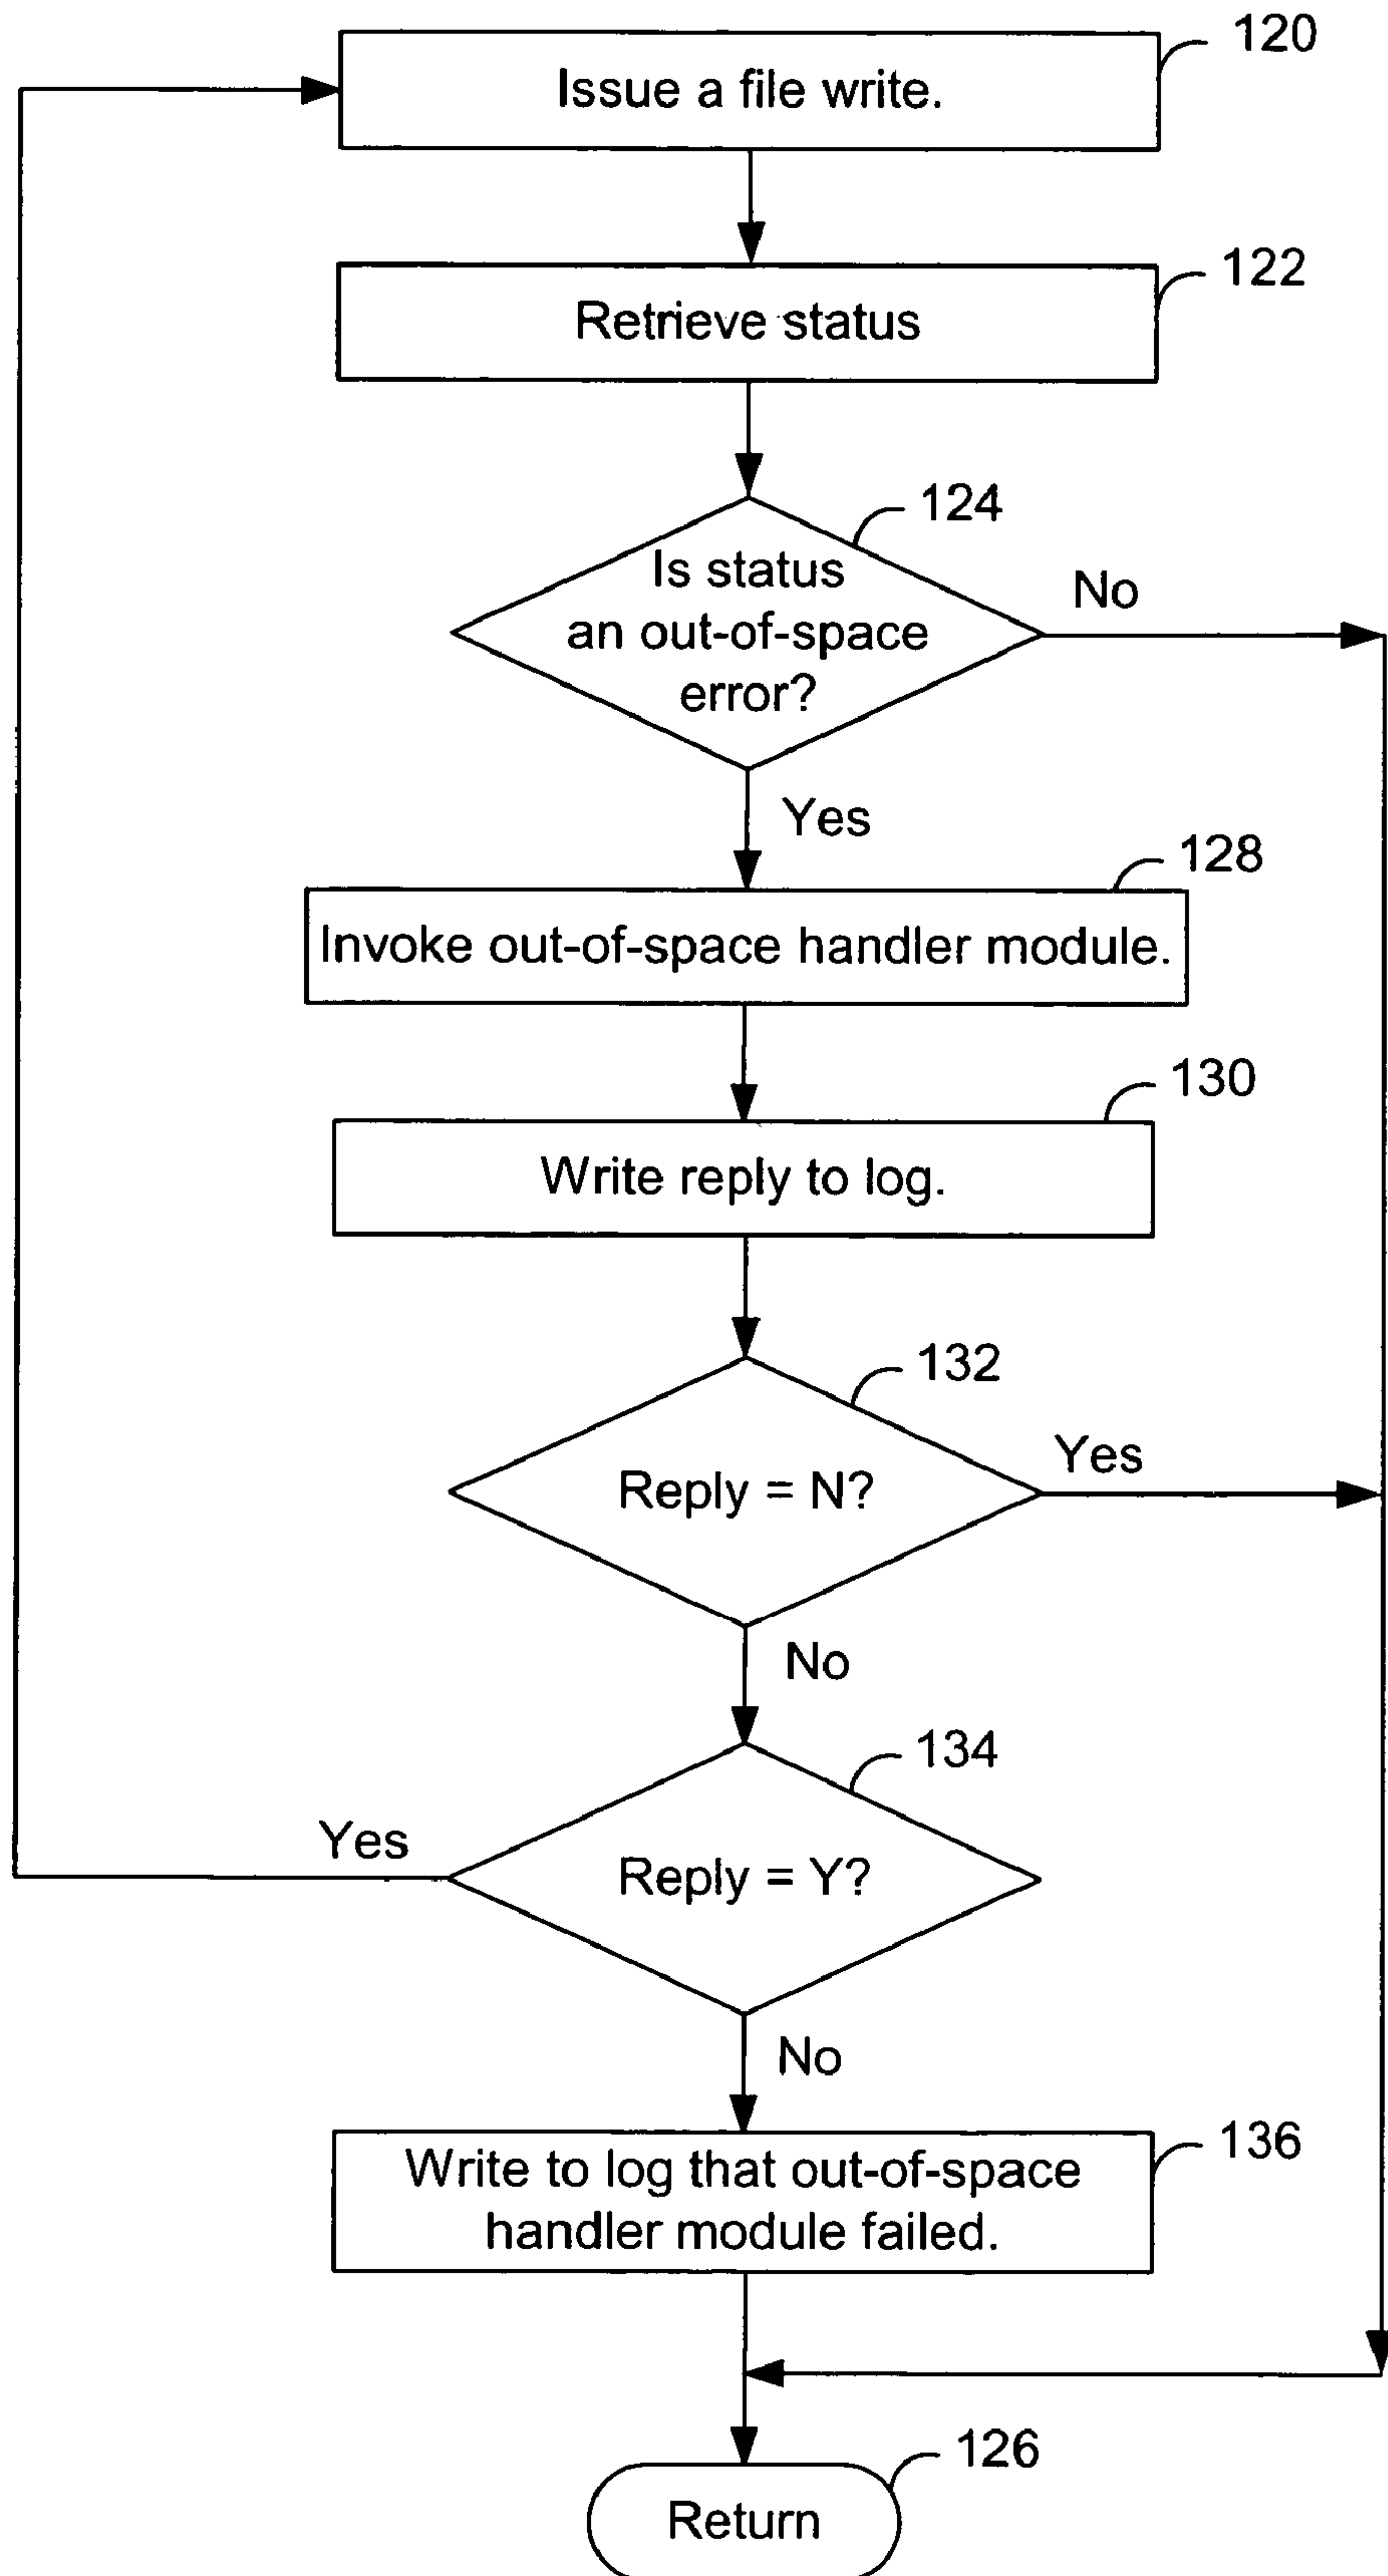 120
Issue a file write.
122
Retrieve status
124
Is status
an out-of-space
error?
No
Yes
128
Invoke out-of-space handler module.
130
Write reply to log.
132
Reply = N?
Yes
No
134
Yes
Reply = Y?
No
136
Write to log that out-of-space
handler module failed.
126
Return